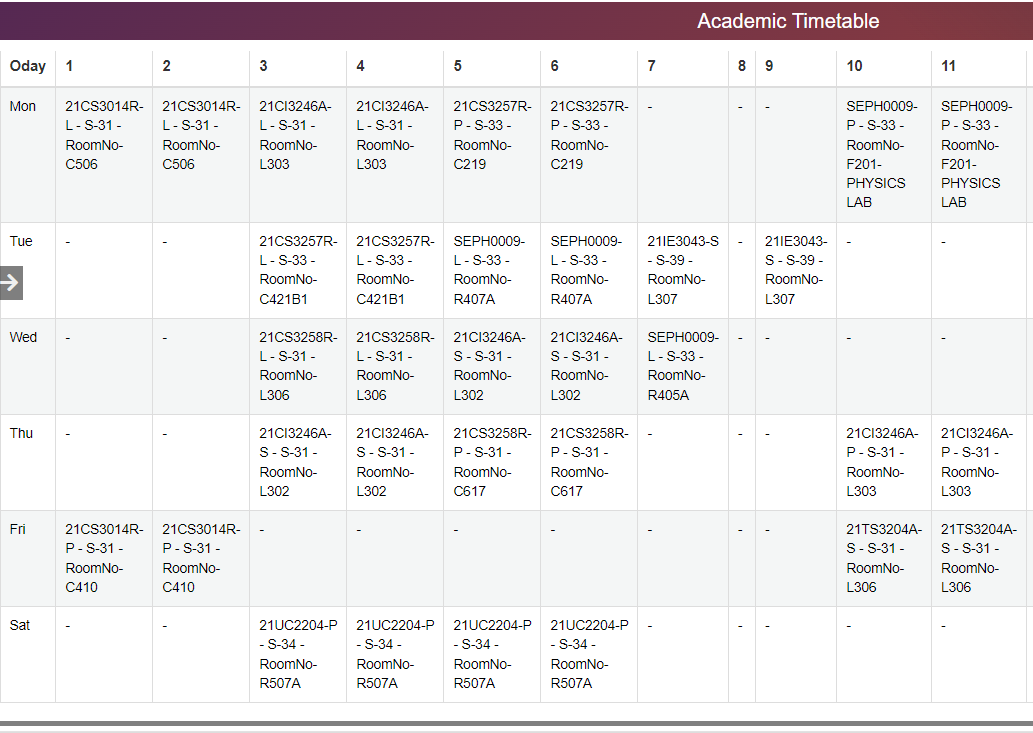 Academic Timetable
Oday 1 2 3 4 5 6 7 8 9 10 11
Mon 21CS3014R- 21CS3014R- 21CI3246A- 21CI3246A- 21CS3257R- 21CS3257R- - - - SEPH0009- SEPH0009-
L - S-31 - L - S-31 - L - S-31 - L - S-31 - P - S-33 - P - S-33 - P - S-33 - P - S-33 -
RoomNo- RoomNo- RoomNo- RoomNo- RoomNo- RoomNo- RoomNo- RoomNo-
C506 C506 L303 L303 C219 C219 F201- F201-
PHYSICS PHYSICS
LAB LAB
Tue - - 21CS3257R- 21CS3257R- SEPH0009- SEPH0009- 21IE3043-S - 21IE3043- - -
L - S-33 - L - S-33 - L - S-33 - L - S-33 - - S-39 - S - S-39 -
RoomNo- RoomNo- RoomNo- RoomNo- RoomNo- RoomNo-
C421B1 C421B1 R407A R407A L307 L307
Wed - - 21CS3258R- 21CS3258R- 21CI3246A- 21CI3246A- SEPH0009- - - - -
L - S-31 - L - S-31 - S - S-31 - S - S-31 - L - S-33 -
RoomNo- RoomNo- RoomNo- RoomNo- RoomNo-
L306 L306 L302 L302 R405A
Thu - - 21CI3246A- 21CI3246A- 21CS3258R- 21CS3258R- - - - 21CI3246A- 21CI3246A-
S - S-31 - S - S-31 - P - S-31 - P - S-31 - P - S-31 - P - S-31 -
RoomNo- RoomNo- RoomNo- RoomNo- RoomNo- RoomNo-
L302 L302 C617 C617 L303 L303
Fri 21CS3014R- 21CS3014R- - - - - - - - 21TS3204A- 21TS3204A-
P - S-31 - P - S-31 - S - S-31 - S - S-31 -
RoomNo- RoomNo- RoomNo- RoomNo-
C410 C410 L306 L306
Sat - - 21UC2204-P 21UC2204-P 21UC2204-P 21UC2204-P - - - - -
- S-34 - - S-34 - - S-34 - - S-34 -
RoomNo- RoomNo- RoomNo- RoomNo-
R507A R507A R507A R507A